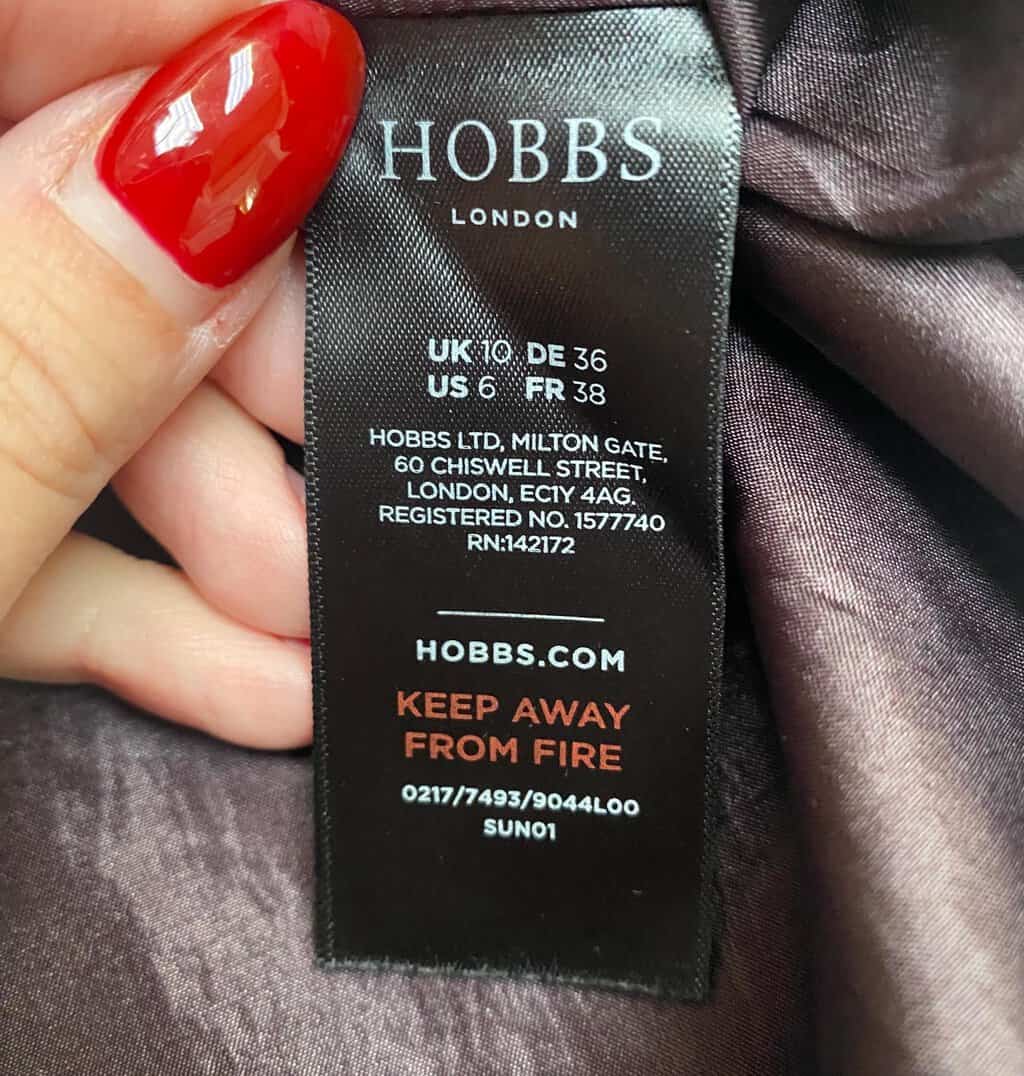 HOBBS
LONDON
UK 10 DE 36
US 6 FR 38
HOBBS LTD, MILTON GATE,
60 CHISWELL STREET,
LONDON, EC1Y 4AG.
REGISTERED NO. 1577740
RN:142172
HOBBS.COM
KEEP AWAY
FROM FIRE
0217/7493/9044L00
SUN01